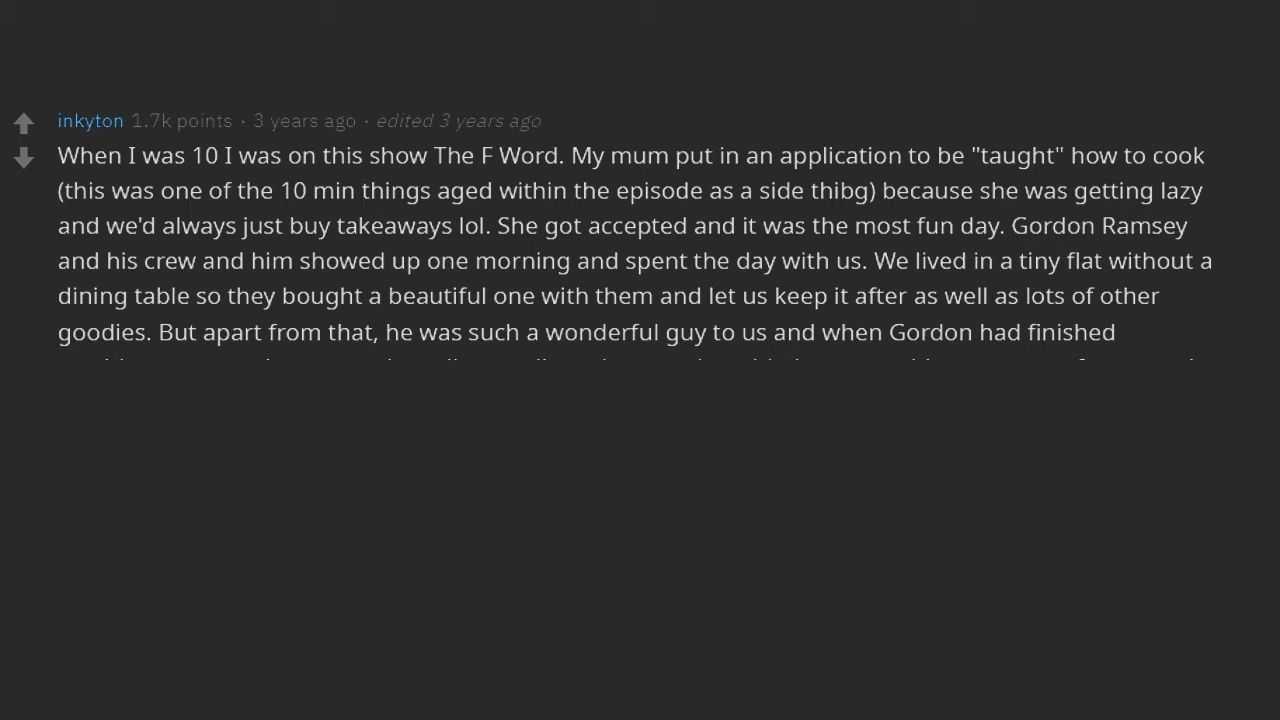 inkyton 1.7k points · 3 years ago · edited 3 years ago
When I was 10 I was on this show The F Word. My mum put in an application to be "taught" how to cook
(this was one of the 10 min things aged within the episode as a side thibg) because she was getting lazy
and we'd always just buy takeaways lol. She got accepted and it was the most fun day. Gordon Ramsey
and his crew and him showed up one morning and spent the day with us. We lived in a tiny flat without a
dining table so they bought a beautiful one with them and let us keep it after as well as lots of other
goodies. But apart from that, he was such a wonderful guy to us and when Gordon had finished